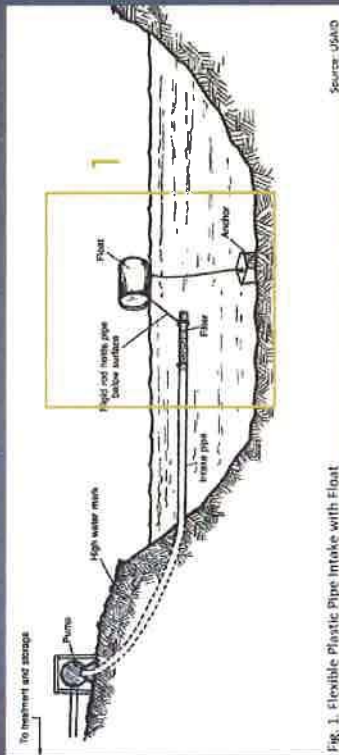 To treatment and storage
Pump
High water mark
Rigid rod holds pipe
below surface
Float
1
Intake pipe
Filter
Anchor
Fig. 1. Flexible Plastic Pipe Intake with Float
Source: USAID